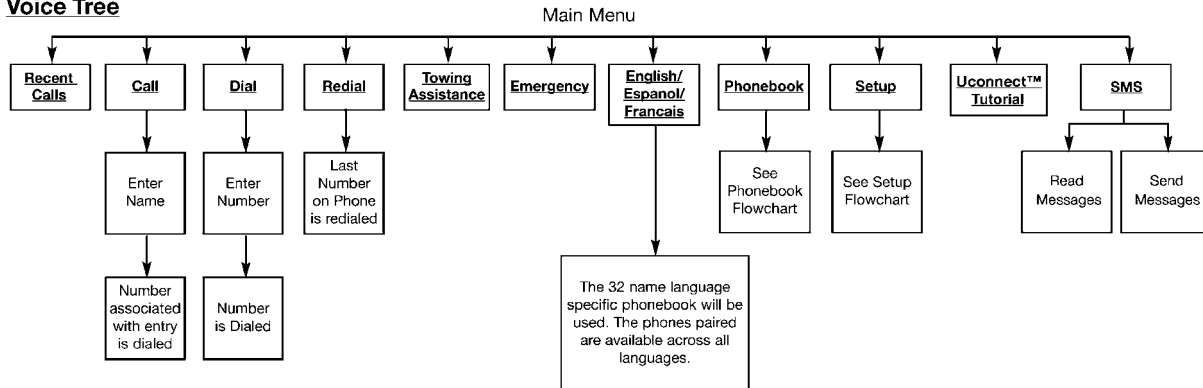 Voice Tree
Main Menu
Recent
Calls
Call
Dial
Redial
Towing
Assistance
Emergency
English/
Espanol/
Francais
Phonebook
Setup
Uconnect™
Tutorial
SMS
Enter
Name
Enter
Number
Last
Number
on Phone
is redialed
See
Phonebook
Flowchart
See Setup
Flowchart
Read
Messages
Send
Messages
Number
associated
with entry
is dialed
Number
is Dialed
The 32 name language
specific phonebook will be
used. The phones paired
are available across all
languages.